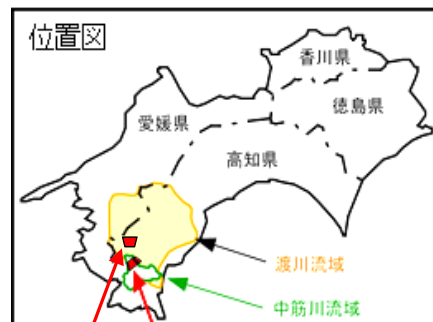 位置図
香川県
徳島県
愛媛県
高知県
渡川流域
中筋川流域